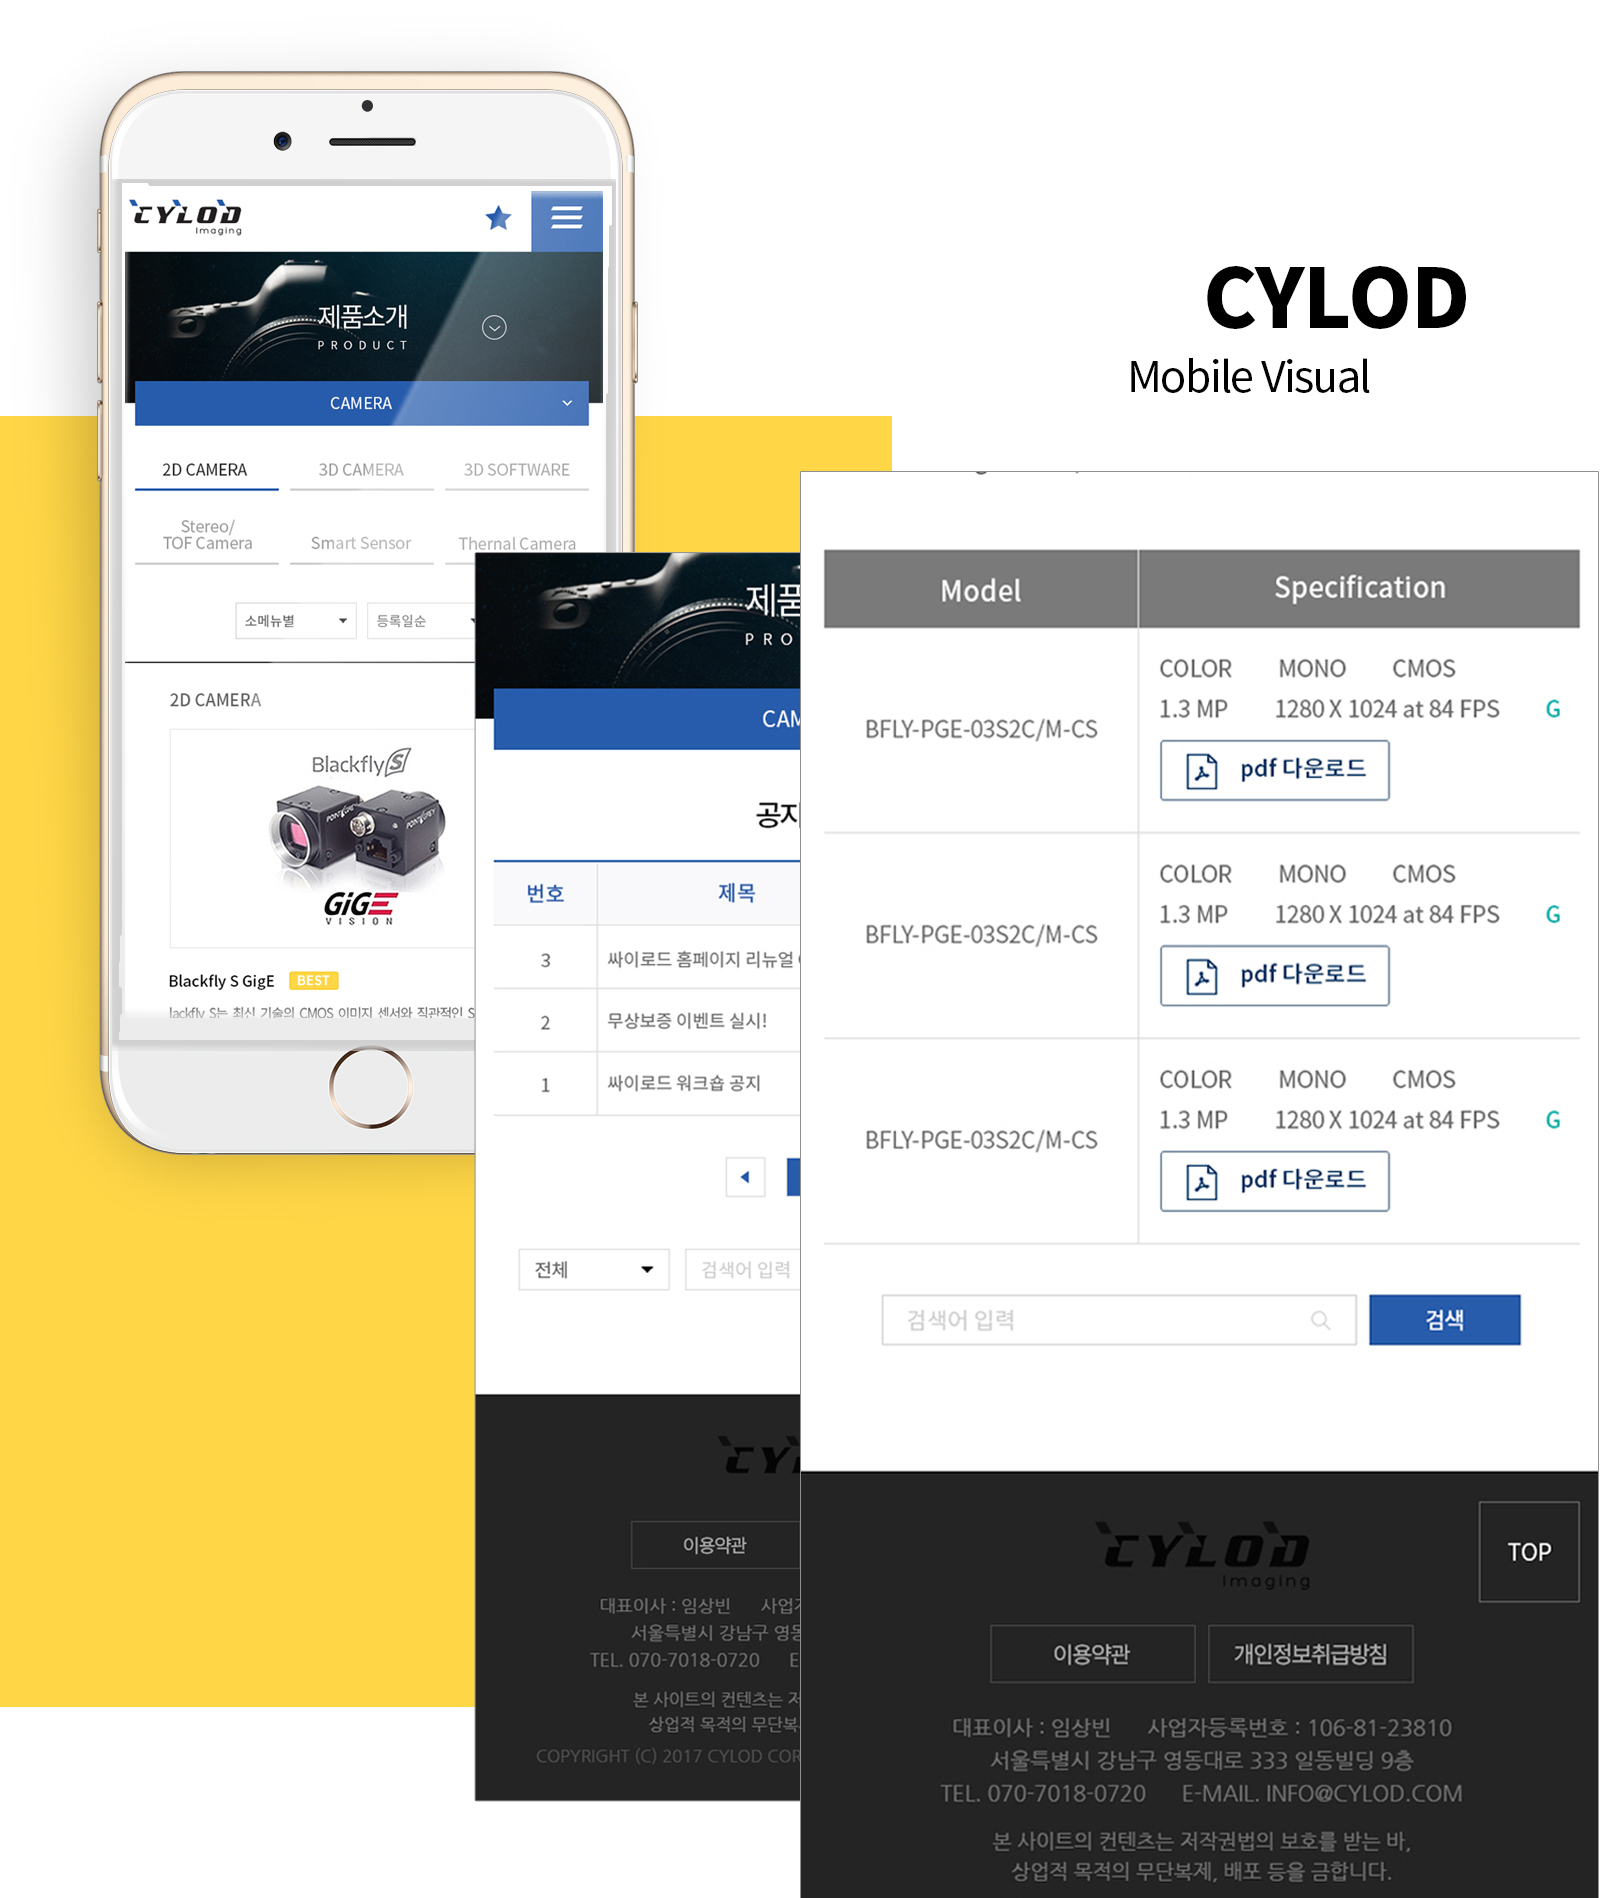 CYLOD
Imaging
제품소개
PRODUCT
CAMERA
2D CAMERA
3D CAMERA
3D SOFTWARE
Stereo/
TOF Camera
Smart Sensor
Thernal Camera
소메뉴별
등록일순
2D CAMERA
Blackfly S
POINT GREY
POINT GREY
GiGE
VISION
Blackfly S GigE
BEST
lackfly S는 최신 기술의 CMOS 이미지 센서와 직관적인 S
CYLOD
Mobile Visual
제품
PRO
CAM
공지
번호
제목
3
싸이로드 홈페이지 리뉴얼
2
무상보증 이벤트 실시!
1
싸이로드 워크숍 공지
전체
검색어 입력
이용약관
대표이사 : 임상빈 사업자
서울특별시 강남구 영동
TEL. 070-7018-0720 E
본 사이트의 컨텐츠는 저
상업적 목적의 무단복
COPYRIGHT (C) 2017 CYLOD COR
Model
Specification
BFLY-PGE-03S2C/M-CS
COLOR MONO CMOS
1.3 MP 1280 X 1024 at 84 FPS G
pdf 다운로드
BFLY-PGE-03S2C/M-CS
COLOR MONO CMOS
1.3 MP 1280 X 1024 at 84 FPS G
pdf 다운로드
BFLY-PGE-03S2C/M-CS
COLOR MONO CMOS
1.3 MP 1280 X 1024 at 84 FPS G
pdf 다운로드
검색어 입력
검색
CYLOD
Imaging
TOP
이용약관
개인정보취급방침
대표이사 : 임상빈 사업자등록번호 : 106-81-23810
서울특별시 강남구 영동대로 333 일동빌딩 9층
TEL. 070-7018-0720 E-MAIL. INFO@CYLOD.COM
본 사이트의 컨텐츠는 저작권법의 보호를 받는 바,
상업적 목적의 무단복제, 배포 등을 금합니다.